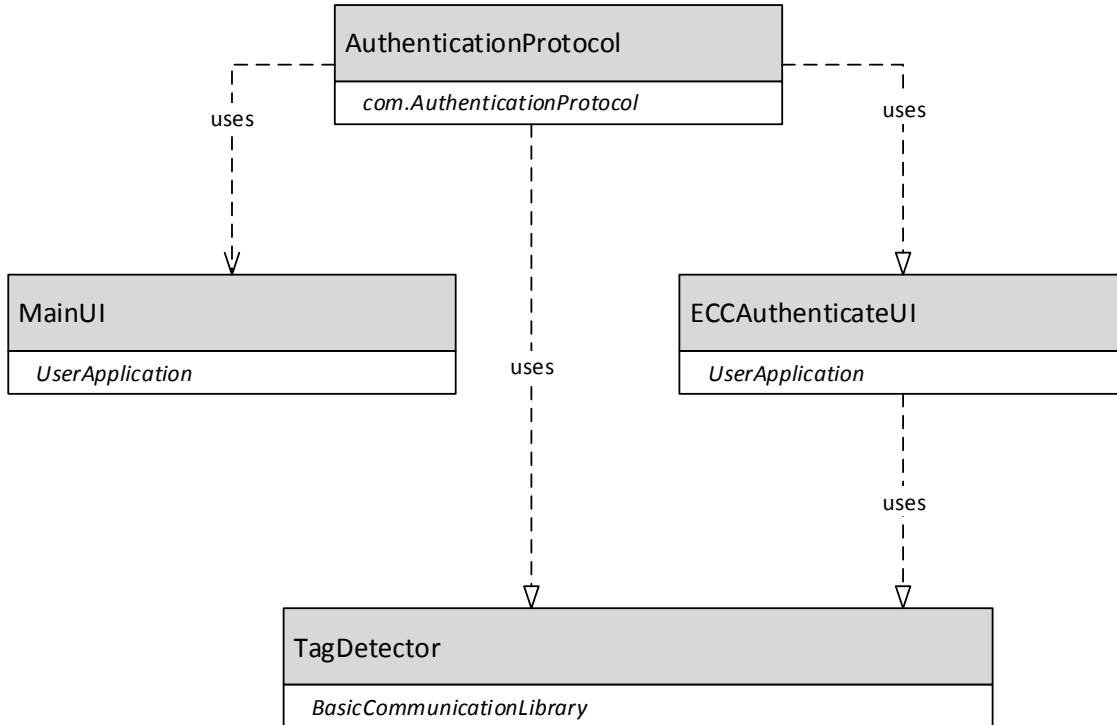 AuthenticationProtocol
com.AuthenticationProtocol
uses
uses
MainUI
UserApplication
ECCAuthenticateUI
UserApplication
uses
uses
TagDetector
BasicCommunicationLibrary